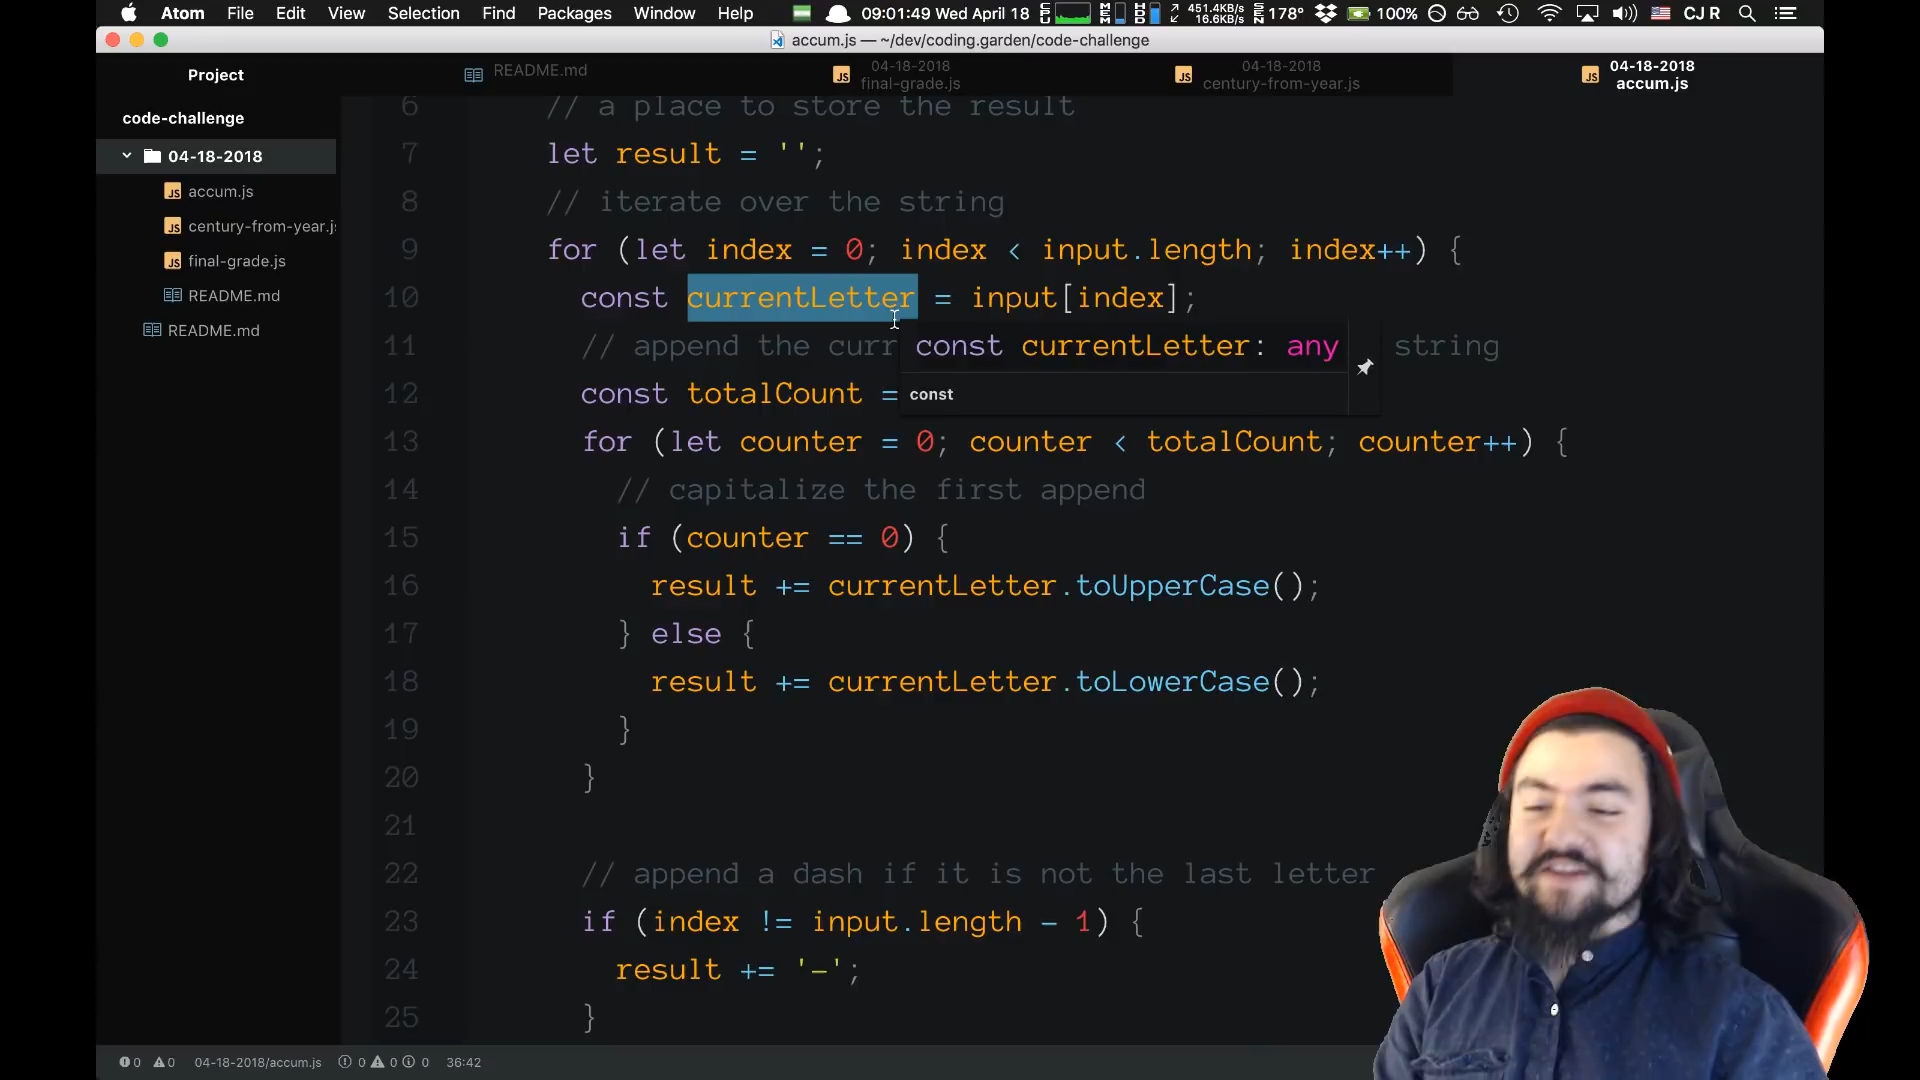 Atom File Edit View Selection Find Packages Window Help 09:01:49 Wed April 18 451.4KB/s 16.6KB/s 178° 100% CJ R
accum.js — ~/dev/coding.garden/code-challenge
Project
README.md
04-18-2018 final-grade.js
04-18-2018 century-from-year.js
04-18-2018 accum.js
code-challenge
04-18-2018
accum.js
century-from-year.js
final-grade.js
README.md
README.md
6 // a place to store the result
7 let result = '';
8 // iterate over the string
9 for (let index = 0; index < input.length; index++) {
10 const currentLetter = input[index];
11 // append the curr string
const currentLetter: any
12 const totalCount =
const
13 for (let counter = 0; counter < totalCount; counter++) {
14 // capitalize the first append
15 if (counter == 0) {
16 result += currentLetter.toUpperCase();
17 } else {
18 result += currentLetter.toLowerCase();
19 }
20 }
21
22 // append a dash if it is not the last letter
23 if (index != input.length - 1) {
24 result += '-';
25 }
0 0 04-18-2018/accum.js 0 0 0 36:42